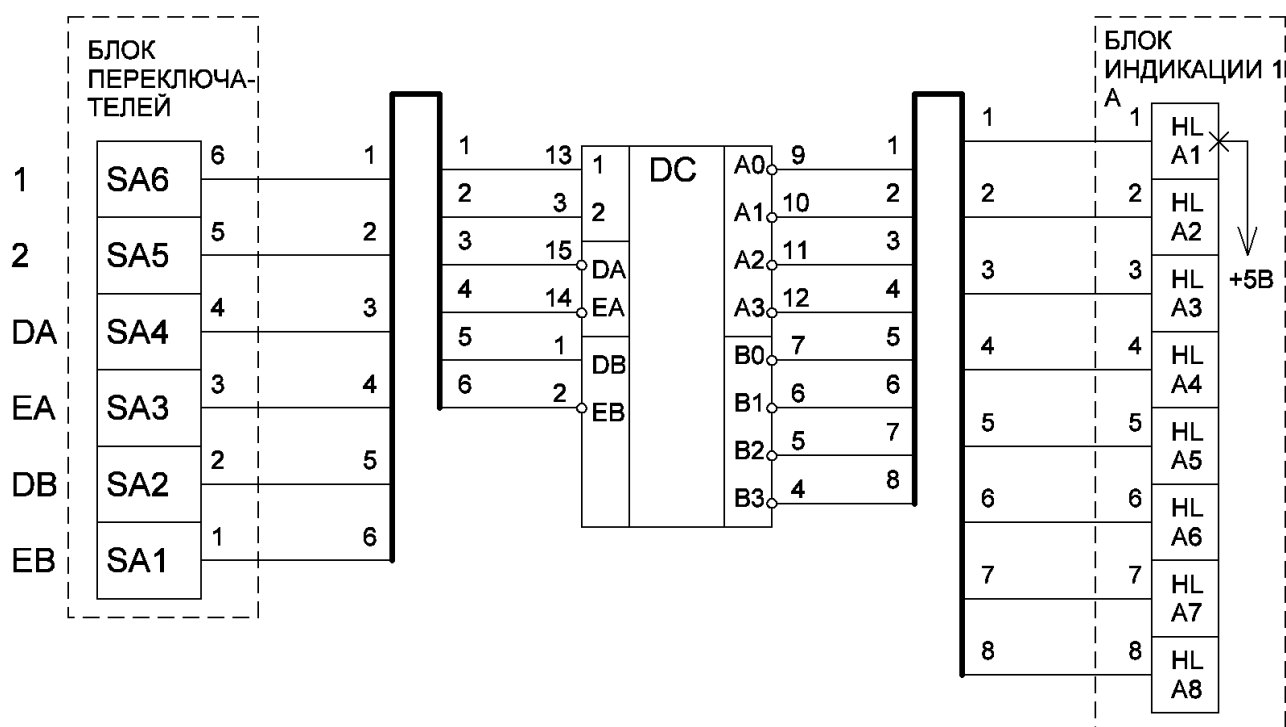 БЛОК
ПЕРЕКЛЮЧА-
ТЕЛЕЙ
1 SA6 6 1
2 SA5 5 2
DA SA4 4 3
EA SA3 3 4
DB SA2 2 5
EB SA1 1 6
DC
1 13 1
2 3 2
3 15 DA
4 14 EA
5 1 DB
6 2 EB
A0 9 1
A1 10 2
A2 11 3
A3 12 4
B0 7 5
B1 6 6
B2 5 7
B3 4 8
БЛОК
ИНДИКАЦИИ 1
А
1 1 HL
A1
2 2 HL
A2
3 3 HL
A3
+5В
4 4 HL
A4
5 5 HL
A5
6 6 HL
A6
7 7 HL
A7
8 8 HL
A8